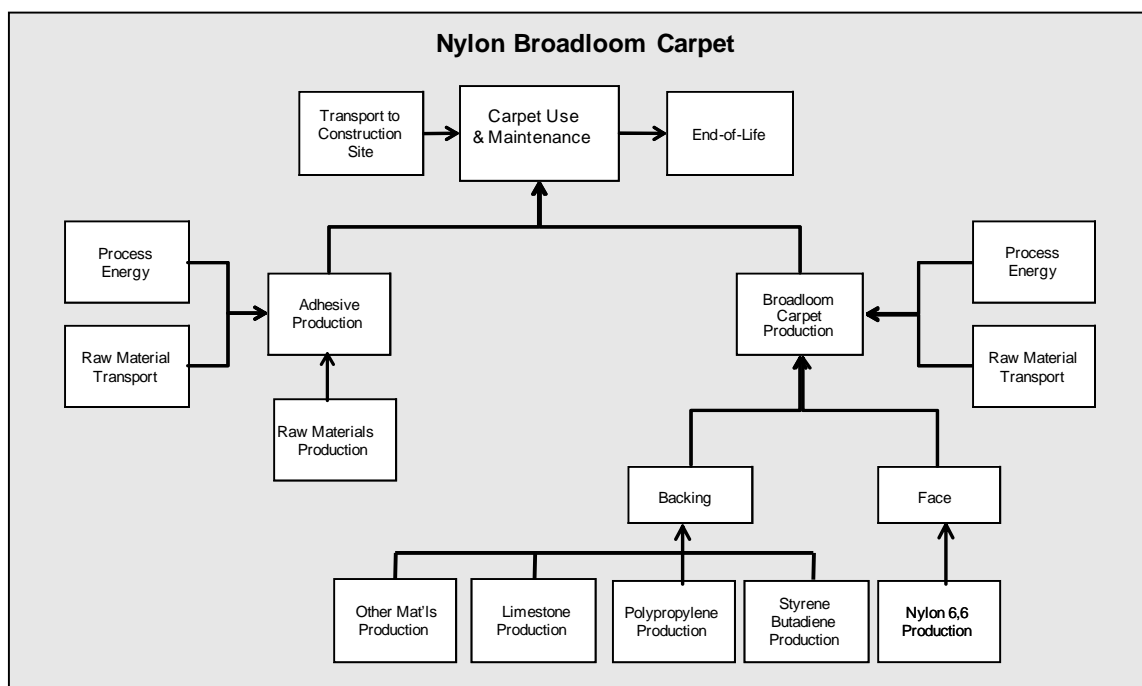 Nylon Broadloom Carpet
Transport to
Construction
Site
Carpet Use
& Maintenance
End-of-Life
Process
Energy
Raw Material
Transport
Adhesive
Production
Raw Materials
Production
Broadloom
Carpet
Production
Process
Energy
Raw Material
Transport
Backing
Face
Other Mat'ls
Production
Limestone
Production
Polypropylene
Production
Styrene
Butadiene
Production
Nylon 6,6
Production